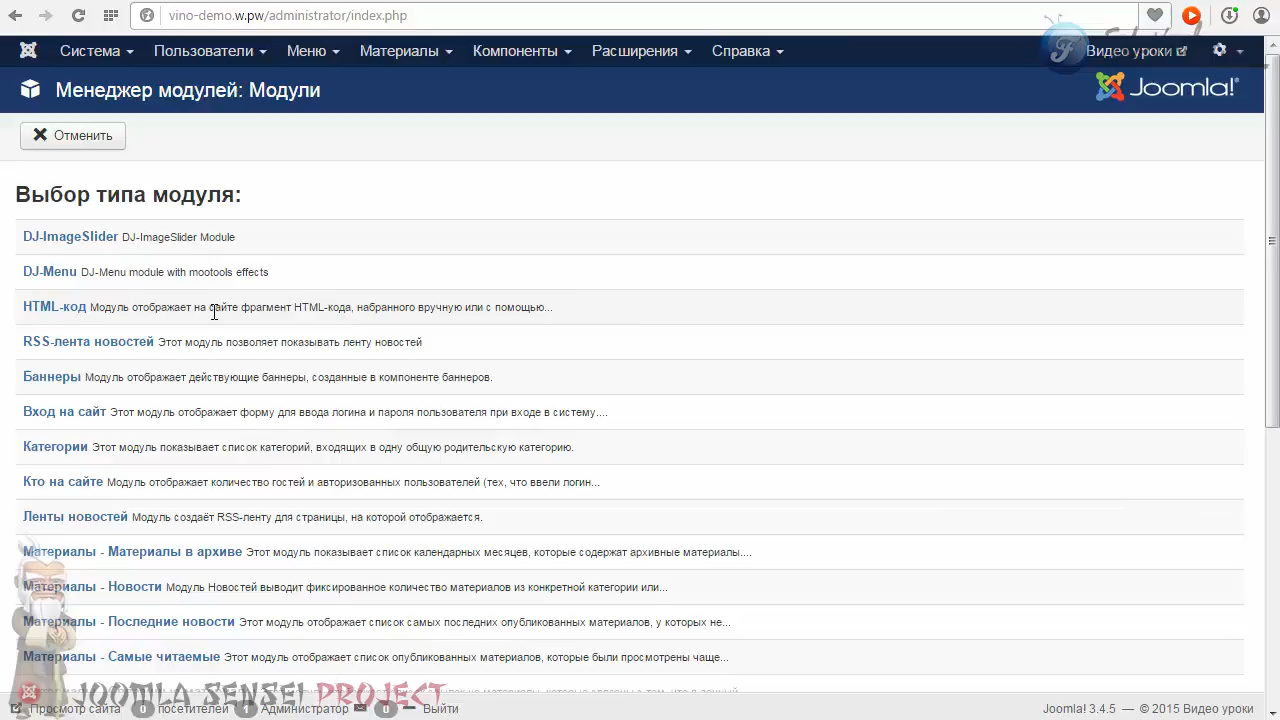 vino-demo.w.pw/administrator/index.php
Система Пользователи Меню Материалы Компоненты Расширения Справка Видео уроки
Менеджер модулей: Модули
Joomla!®
Отменить
Выбор типа модуля:
DJ-ImageSlider DJ-ImageSlider Module
DJ-Menu DJ-Menu module with mootools effects
HTML-код Модуль отображает на сайте фрагмент HTML-кода, набранного вручную или с помощью...
RSS-лента новостей Этот модуль позволяет показывать ленту новостей
Баннеры Модуль отображает действующие баннеры, созданные в компоненте баннеров.
Вход на сайт Этот модуль отображает форму для ввода логина и пароля пользователя при входе в систему....
Категории Этот модуль показывает список категорий, входящих в одну общую родительскую категорию.
Кто на сайте Модуль отображает количество гостей и авторизованных пользователей (тех, что ввели логин...
Ленты новостей Модуль создаёт RSS-ленту для страницы, на которой отображается.
Материалы - Материалы в архиве Этот модуль показывает список календарных месяцев, которые содержат архивные материалы....
Материалы - Новости Модуль Новостей выводит фиксированное количество материалов из конкретной категории или...
Материалы - Последние новости Этот модуль отображает список самых последних опубликованных материалов, у которых не...
Материалы - Самые читаемые Этот модуль отображает список опубликованных материалов, которые были просмотрены чаще...
JOOMLA SENSEI PROJECT
Просмотр сайта 0 посетителей 1 Администратор 0 Выйти
Joomla! 3.4.5 — © 2015 Видео уроки